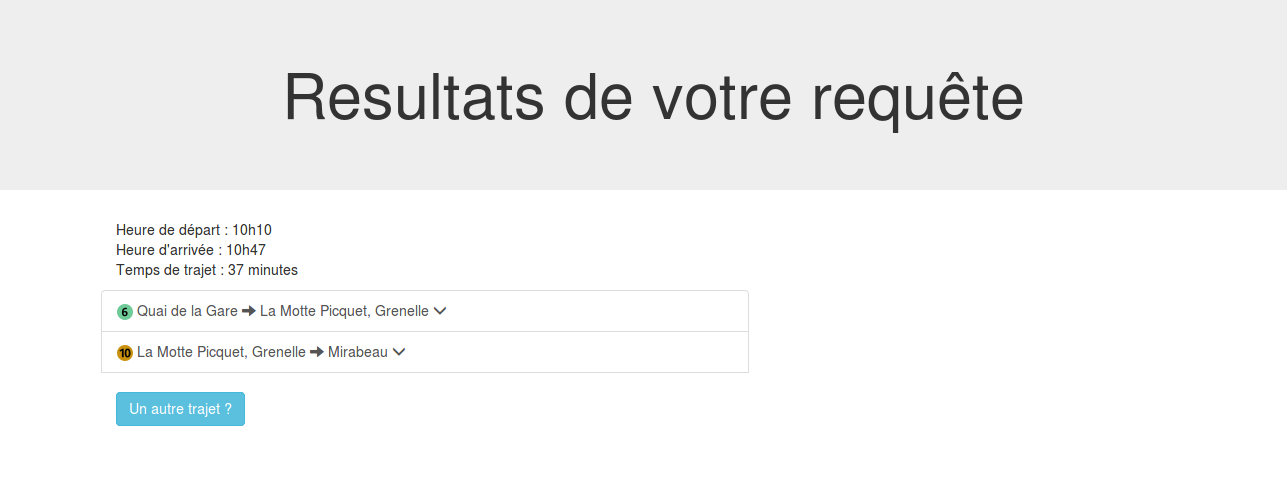 Resultats de votre requête
Heure de départ : 10h10
Heure d'arrivée : 10h47
Temps de trajet : 37 minutes
6 Quai de la Gare ➜ La Motte Picquet, Grenelle
10 La Motte Picquet, Grenelle ➜ Mirabeau
Un autre trajet ?